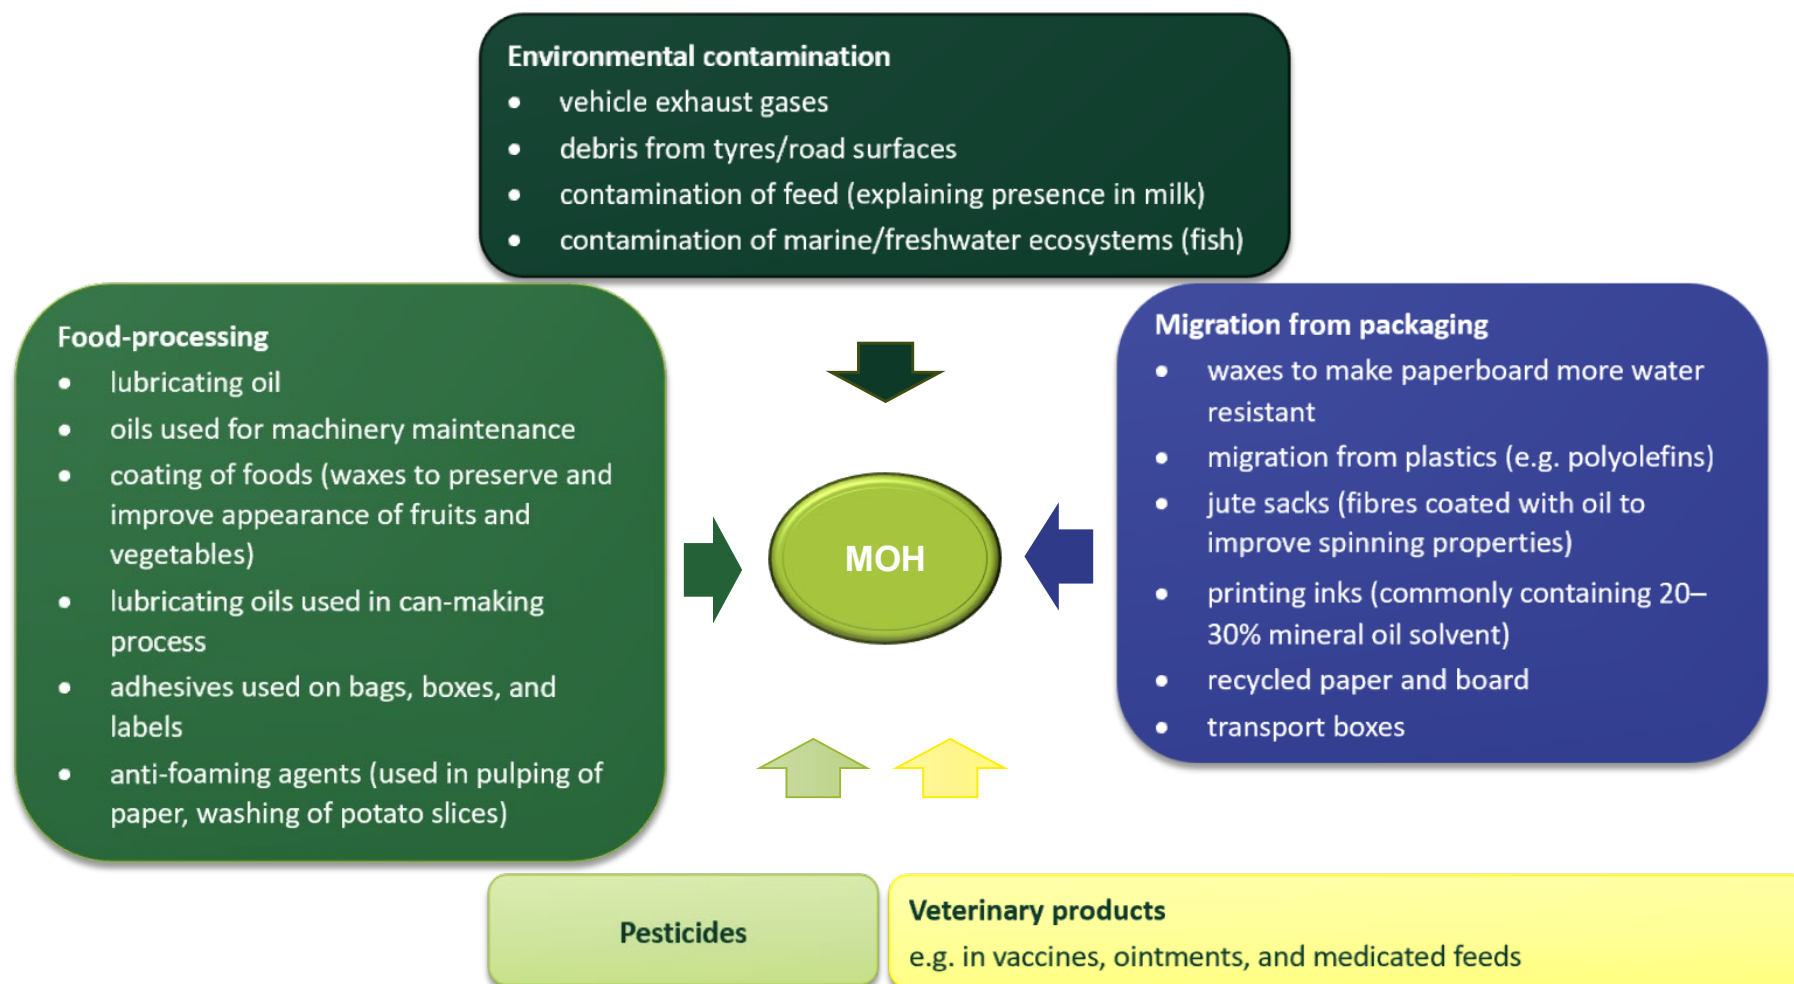 Environmental contamination
• vehicle exhaust gases
• debris from tyres/road surfaces
• contamination of feed (explaining presence in milk)
• contamination of marine/freshwater ecosystems (fish)
Food-processing
• lubricating oil
• oils used for machinery maintenance
• coating of foods (waxes to preserve and
improve appearance of fruits and
vegetables)
• lubricating oils used in can-making
process
• adhesives used on bags, boxes, and
labels
• anti-foaming agents (used in pulping of
paper, washing of potato slices)
MOH
Migration from packaging
• waxes to make paperboard more water
resistant
• migration from plastics (e.g. polyolefins)
• jute sacks (fibres coated with oil to
improve spinning properties)
• printing inks (commonly containing 20–
30% mineral oil solvent)
• recycled paper and board
• transport boxes
Pesticides
Veterinary products
e.g. in vaccines, ointments, and medicated feeds